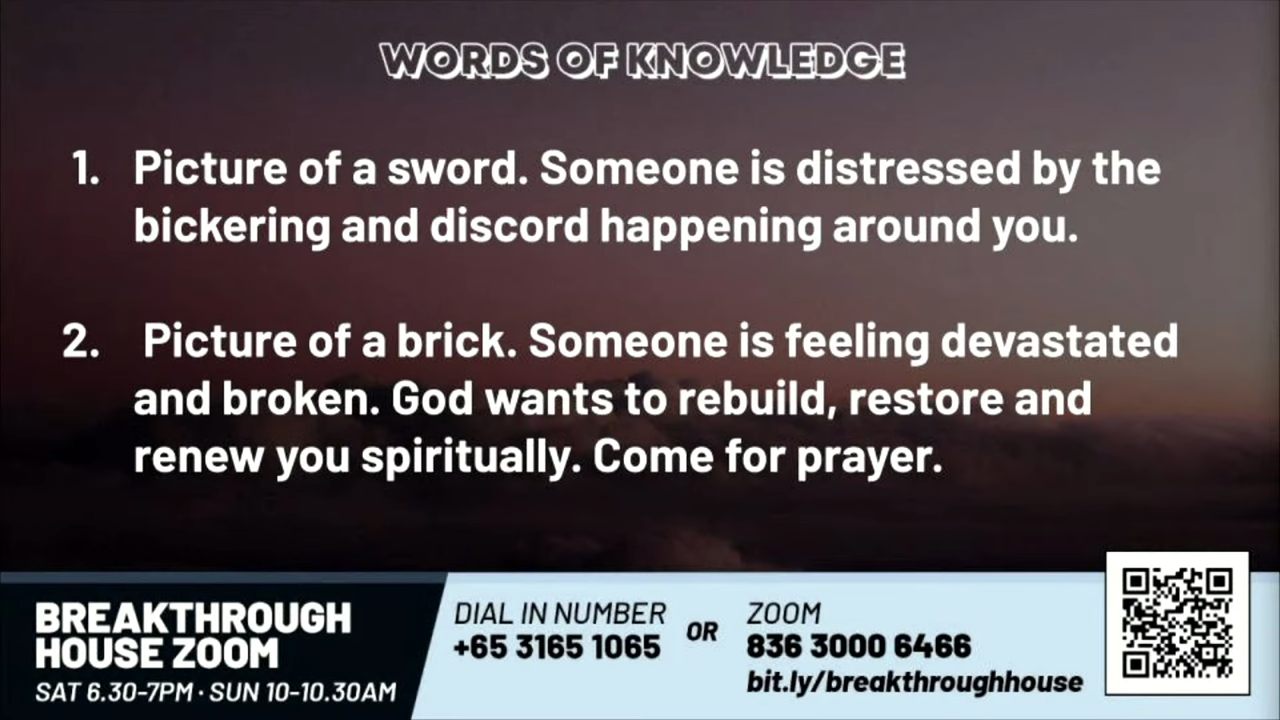 WORDS OF KNOWLEDGE
1. Picture of a sword. Someone is distressed by the
bickering and discord happening around you.
2. Picture of a brick. Someone is feeling devastated
and broken. God wants to rebuild, restore and
renew you spiritually. Come for prayer.
BREAKTHROUGH
HOUSE ZOOM
SAT 6.30-7PM · SUN 10-10.30AM
DIAL IN NUMBER
+65 3165 1065
OR
ZOOM
836 3000 6466
bit.ly/breakthroughhouse